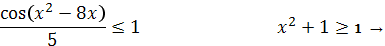 cos(x² − 8x)/5 ≤ 1 x² + 1 ≥ 1 →